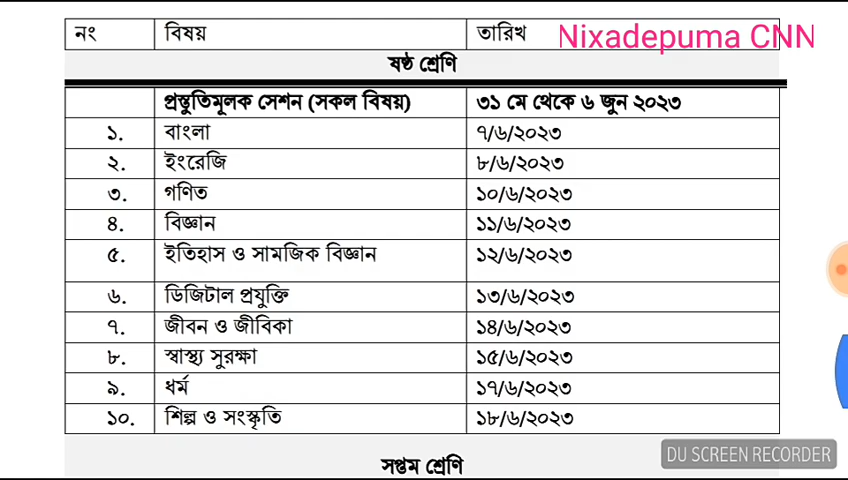 নং বিষয় তারিখ Nixadepuma CNN
ষষ্ঠ শ্রেণি
প্রস্তুতিমূলক সেশন (সকল বিষয়) ৩১ মে থেকে ৬ জুন ২০২৩
১. বাংলা ৭/৬/২০২৩
২. ইংরেজি ৮/৬/২০২৩
৩. গণিত ১০/৬/২০২৩
৪. বিজ্ঞান ১১/৬/২০২৩
৫. ইতিহাস ও সামজিক বিজ্ঞান ১২/৬/২০২৩
৬. ডিজিটাল প্রযুক্তি ১৩/৬/২০২৩
৭. জীবন ও জীবিকা ১৪/৬/২০২৩
৮. স্বাস্থ্য সুরক্ষা ১৫/৬/২০২৩
৯. ধর্ম ১৭/৬/২০২৩
১০. শিল্প ও সংস্কৃতি ১৮/৬/২০২৩
DU SCREEN RECORDER
সপ্তম শ্রেণি